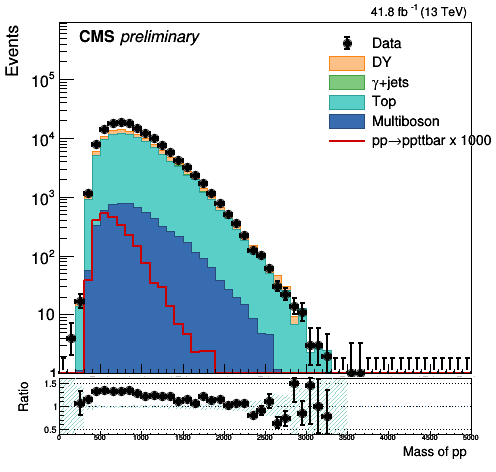 41.8 fb⁻¹ (13 TeV)
CMS preliminary
Events
Data
DY
γ+jets
Top
Multiboson
pp→ppttbar x 1000
10⁵
10⁴
10³
10²
10
1
Ratio
1.5
1
0.5
0 500 1000 1500 2000 2500 3000 3500 4000 4500 5000
Mass of pp